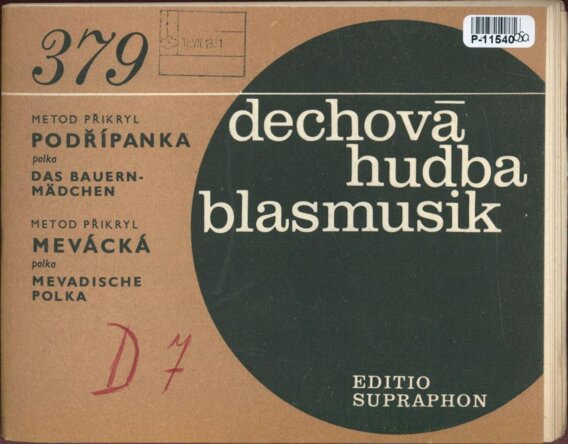 379
P-11540
METOD PŘIKRYL
PODŘÍPANKA
polka
DAS BAUERN-
MÄDCHEN
METOD PŘIKRYL
MEVÁCKÁ
polka
MEVADISCHE
POLKA
dechová
hudba
blasmusik
D 7
EDITIO
SUPRAPHON